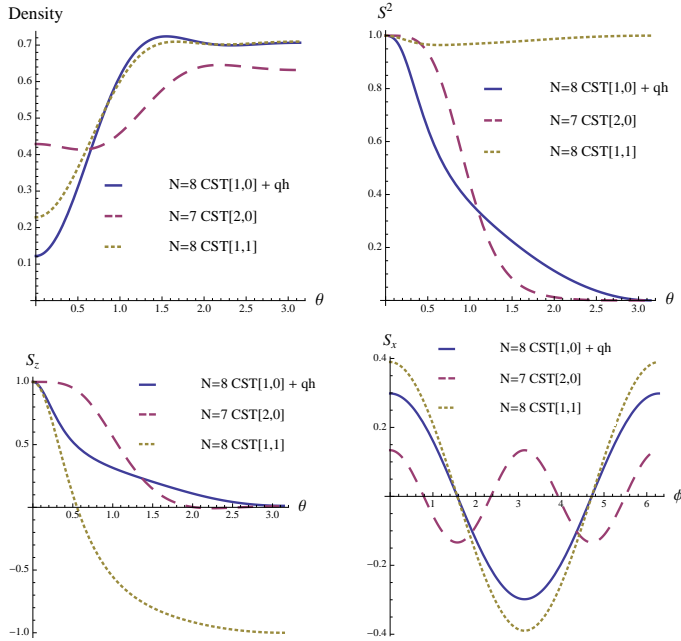 Density
0.7
0.6
0.5
0.4
0.3
0.2
0.1
0.0 0.5 1.0 1.5 2.0 2.5 3.0 θ
N=8 CST[1,0] + qh
N=7 CST[2,0]
N=8 CST[1,1]
S²
1.0
0.8
0.6
0.4
0.2
0.0 0.5 1.0 1.5 2.0 2.5 3.0 θ
N=8 CST[1,0] + qh
N=7 CST[2,0]
N=8 CST[1,1]
S_z
1.0
0.5
−0.5
−1.0
0.5 1.0 1.5 2.0 2.5 3.0 θ
N=8 CST[1,0] + qh
N=7 CST[2,0]
N=8 CST[1,1]
S_x
0.4
0.2
−0.2
−0.4
1 2 3 4 5 6 ϕ
N=8 CST[1,0] + qh
N=7 CST[2,0]
N=8 CST[1,1]